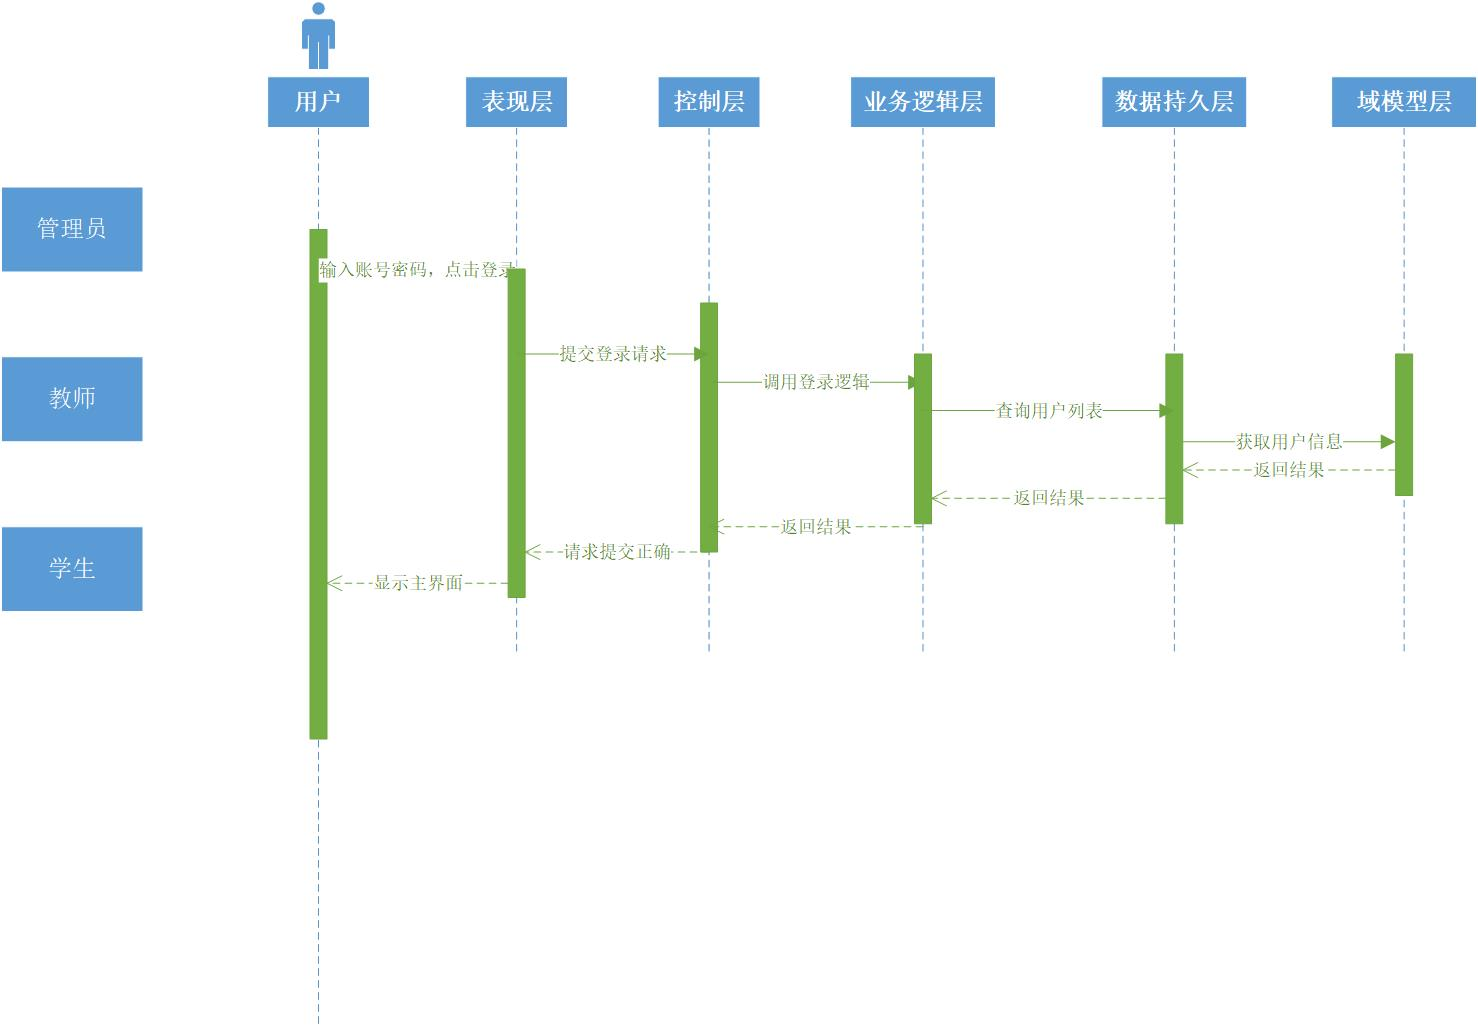 用户
表现层
控制层
业务逻辑层
数据持久层
域模型层
管理员
输入账号密码，点击登录
提交登录请求
教师
调用登录逻辑
查询用户列表
获取用户信息
返回结果
返回结果
返回结果
请求提交正确
学生
显示主界面